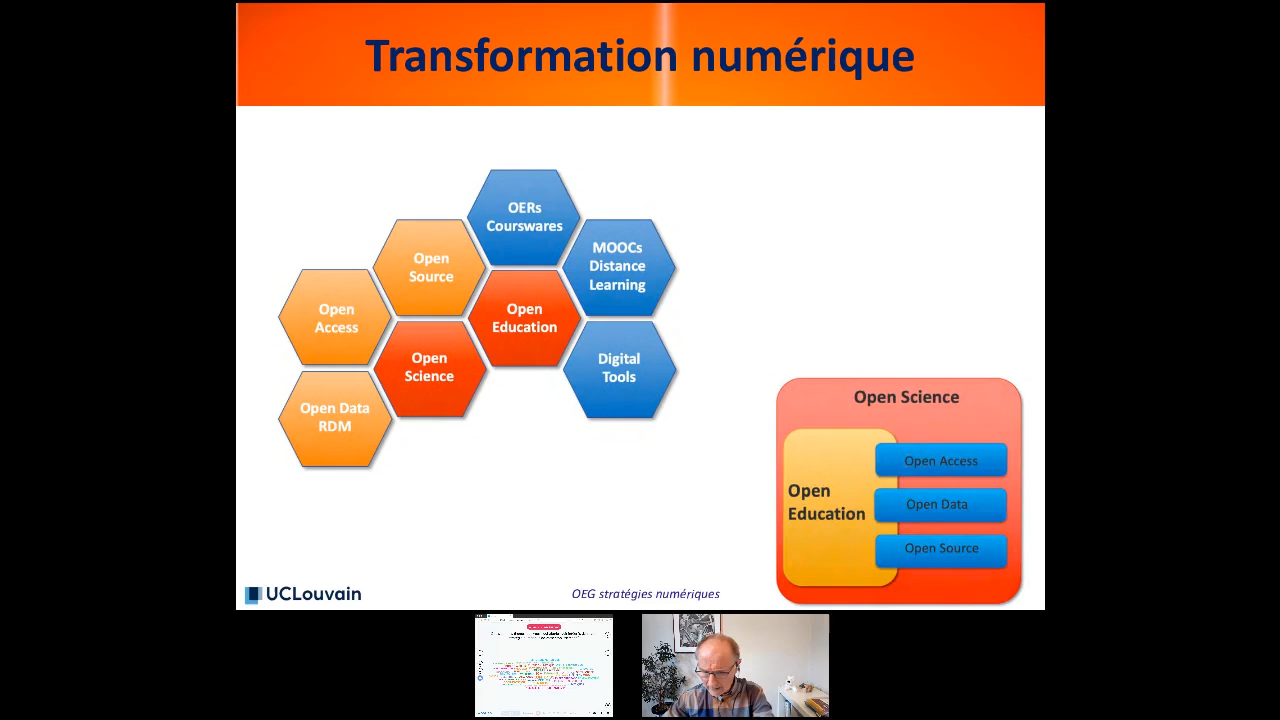 Transformation numérique
OERs
Courswares
Open
Source
MOOCs
Distance
Learning
Open
Access
Open
Education
Open
Science
Digital
Tools
Open Data
RDM
Open Science
Open
Education
Open Access
Open Data
Open Source
UCLouvain
OEG stratégies numériques